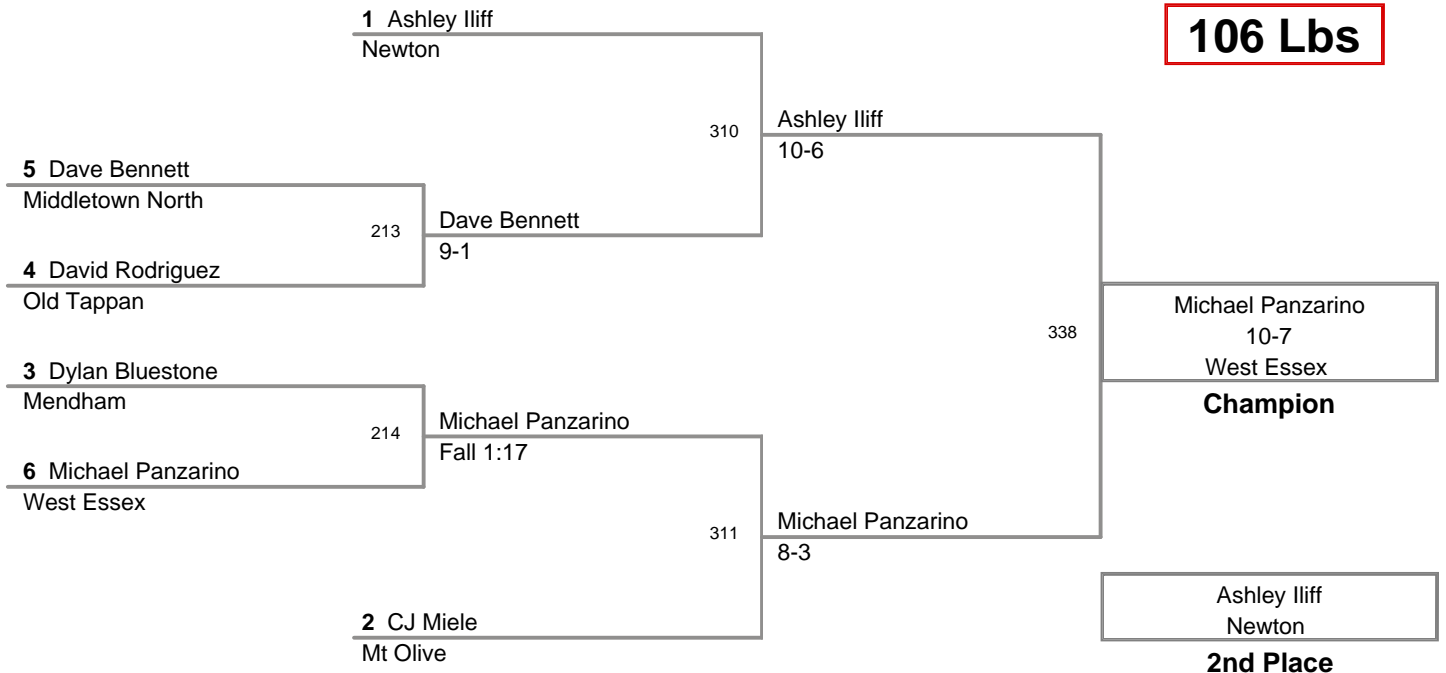 1 Ashley Iliff
Newton
106 Lbs
310
Ashley Iliff
10-6
5 Dave Bennett
Middletown North
213
Dave Bennett
9-1
4 David Rodriguez
Old Tappan
338
Michael Panzarino
10-7
West Essex
Champion
3 Dylan Bluestone
Mendham
214
Michael Panzarino
Fall 1:17
6 Michael Panzarino
West Essex
311
Michael Panzarino
8-3
2 CJ Miele
Mt Olive
Ashley Iliff
Newton
2nd Place